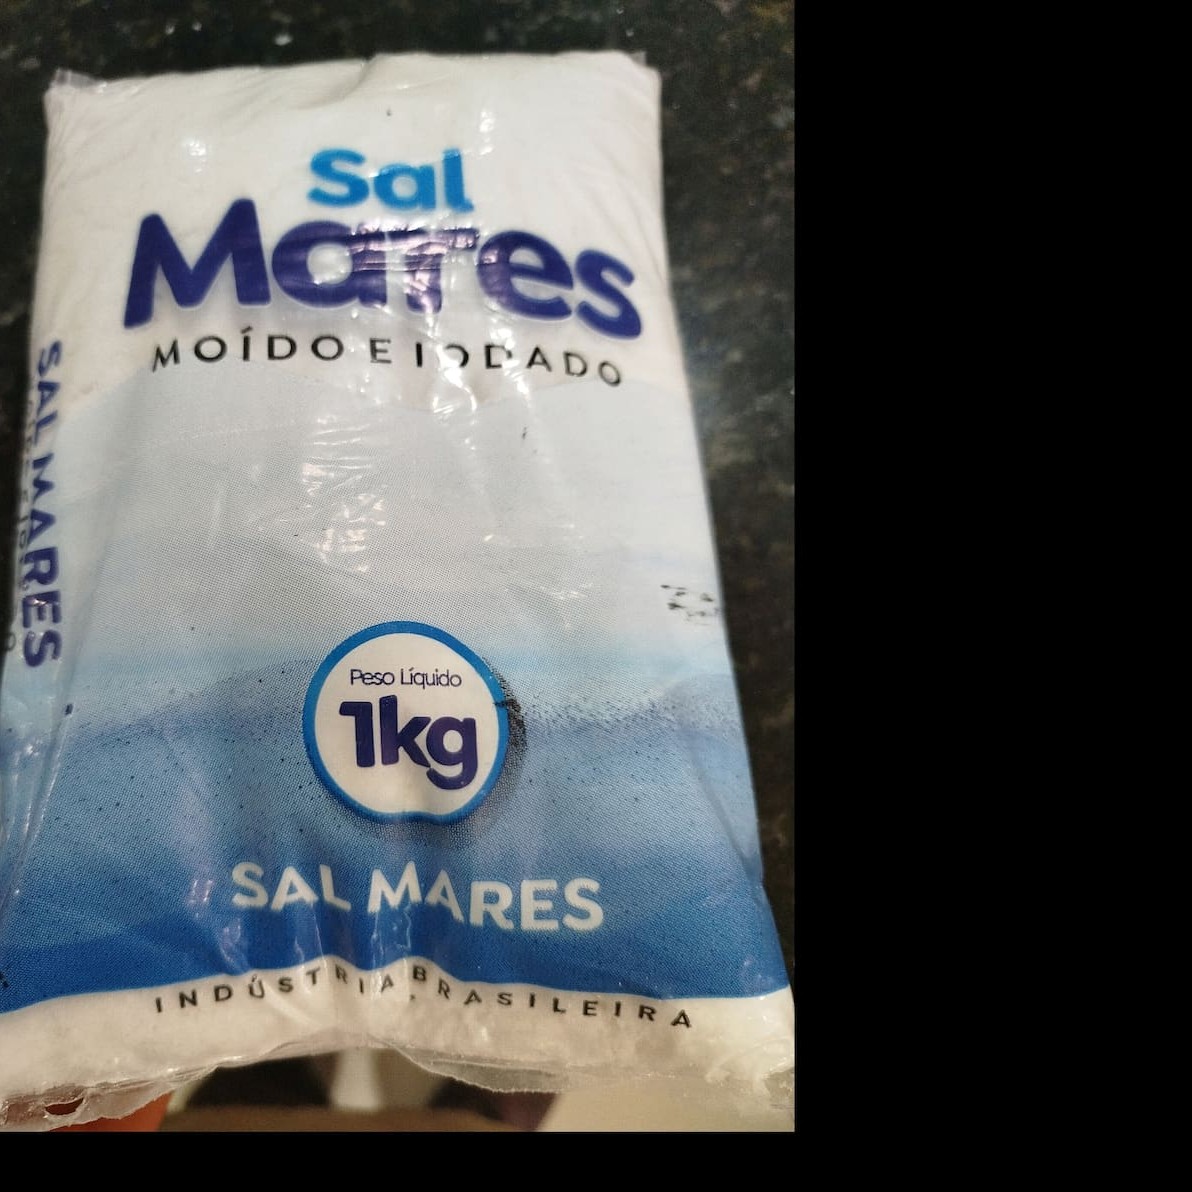 Sal
Mares
MOÍDO E IODADO
SAL MARES
Peso Líquido
1kg
SAL MARES
INDÚSTRIA BRASILEIRA